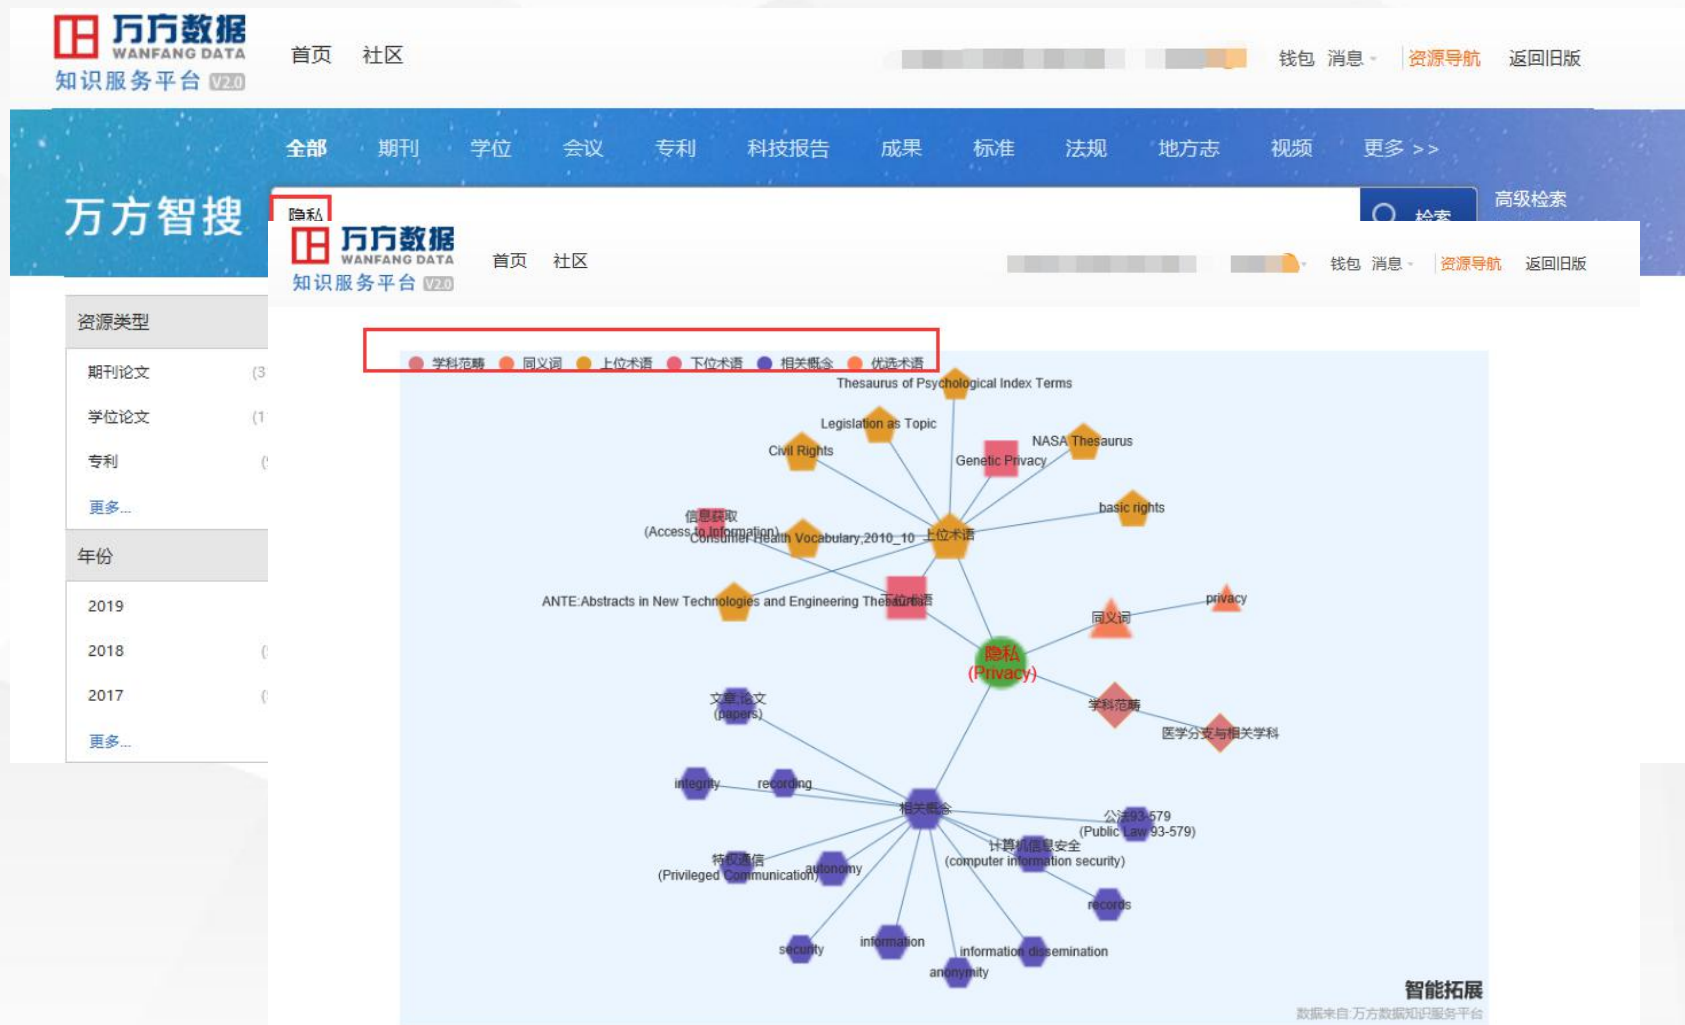 万方数据
WANFANG DATA
知识服务平台 V2.0
首页 社区
钱包 消息 资源导航 返回旧版
全部 期刊 学位 会议 专利 科技报告 成果 标准 法规 地方志 视频 更多 >>
万方智搜
隐私
检索
高级检索
资源类型
期刊论文 (3
学位论文 (1
专利
更多...
年份
2019
2018
2017
更多...
万方数据
WANFANG DATA
知识服务平台 V2.0
首页 社区
钱包 消息 资源导航 返回旧版
学科范畴 同义词 上位术语 下位术语 相关概念 优选术语
Thesaurus of Psychological Index Terms
Legislation as Topic
NASA Thesaurus
Civil Rights
Genetic Privacy
basic rights
信息获取
(Access to Information)
Consumer Health Vocabulary,2010_10
上位术语
ANTE:Abstracts in New Technologies and Engineering Thesaurus
下位术语
privacy
同义词
隐私
(Privacy)
学科范畴
医学分支与相关学科
文章,论文
(papers)
integrity
recording
相关概念
公法93-579
(Public Law 93-579)
计算机信息安全
(computer information security)
特权通信
(Privileged Communication)
autonomy
records
security
information
information dissemination
anonymity
智能拓展
数据来自:万方数据知识服务平台